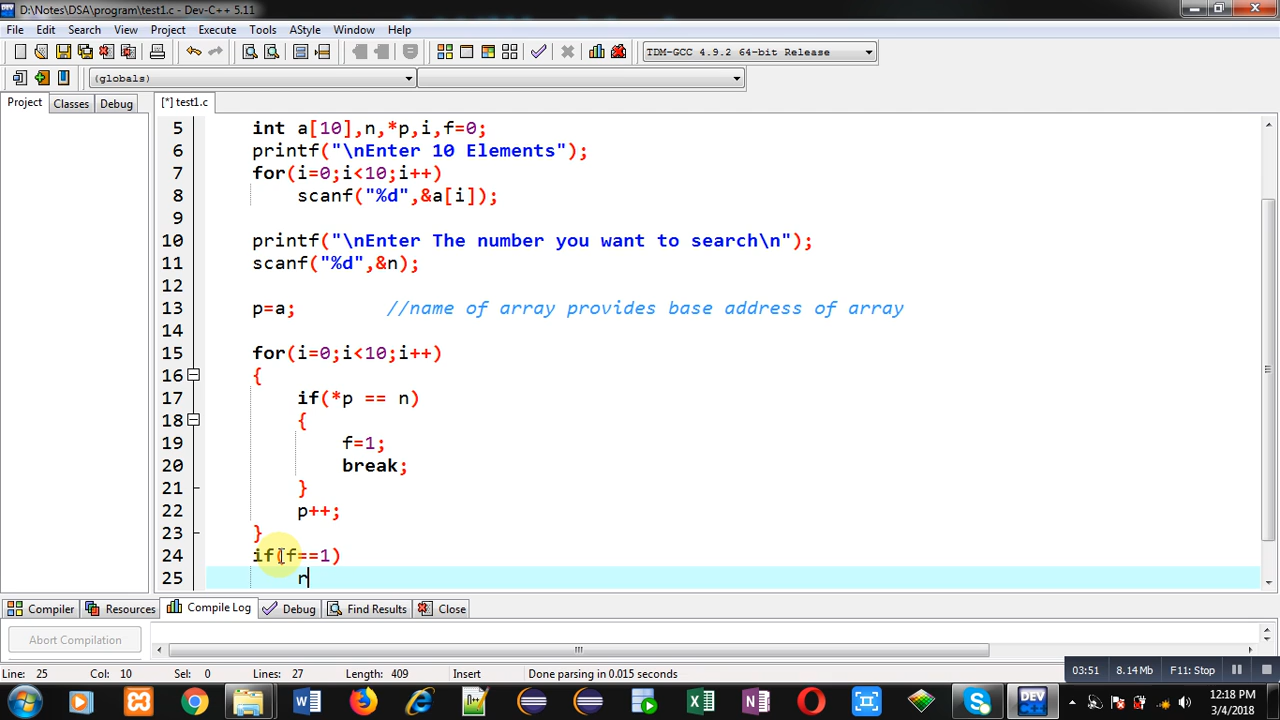 D:\Notes\DSA\program\test1.c - Dev-C++ 5.11
File Edit Search View Project Execute Tools AStyle Window Help
TDM-GCC 4.9.2 64-bit Release
(globals)
Project Classes Debug [*] test1.c
5 int a[10],n,*p,i,f=0;
6 printf("\nEnter 10 Elements");
7 for(i=0;i<10;i++)
8 scanf("%d",&a[i]);
9
10 printf("\nEnter The number you want to search\n");
11 scanf("%d",&n);
12
13 p=a; //name of array provides base address of array
14
15 for(i=0;i<10;i++)
16 {
17 if(*p == n)
18 {
19 f=1;
20 break;
21 }
22 p++;
23 }
24 if(f==1)
25 n
Compiler Resources Compile Log Debug Find Results Close
Abort Compilation
Line: 25 Col: 10 Sel: 0 Lines: 27 Length: 409 Insert Done parsing in 0.015 seconds
03:51 8.14 Mb F11: Stop
12:18 PM
3/4/2018